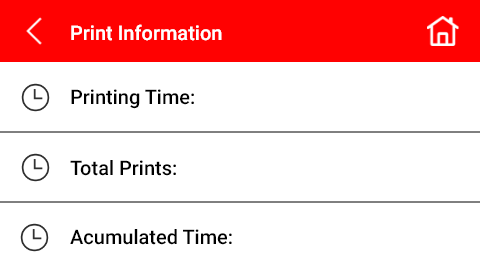 Print Information
Printing Time:
Total Prints:
Acumulated Time: